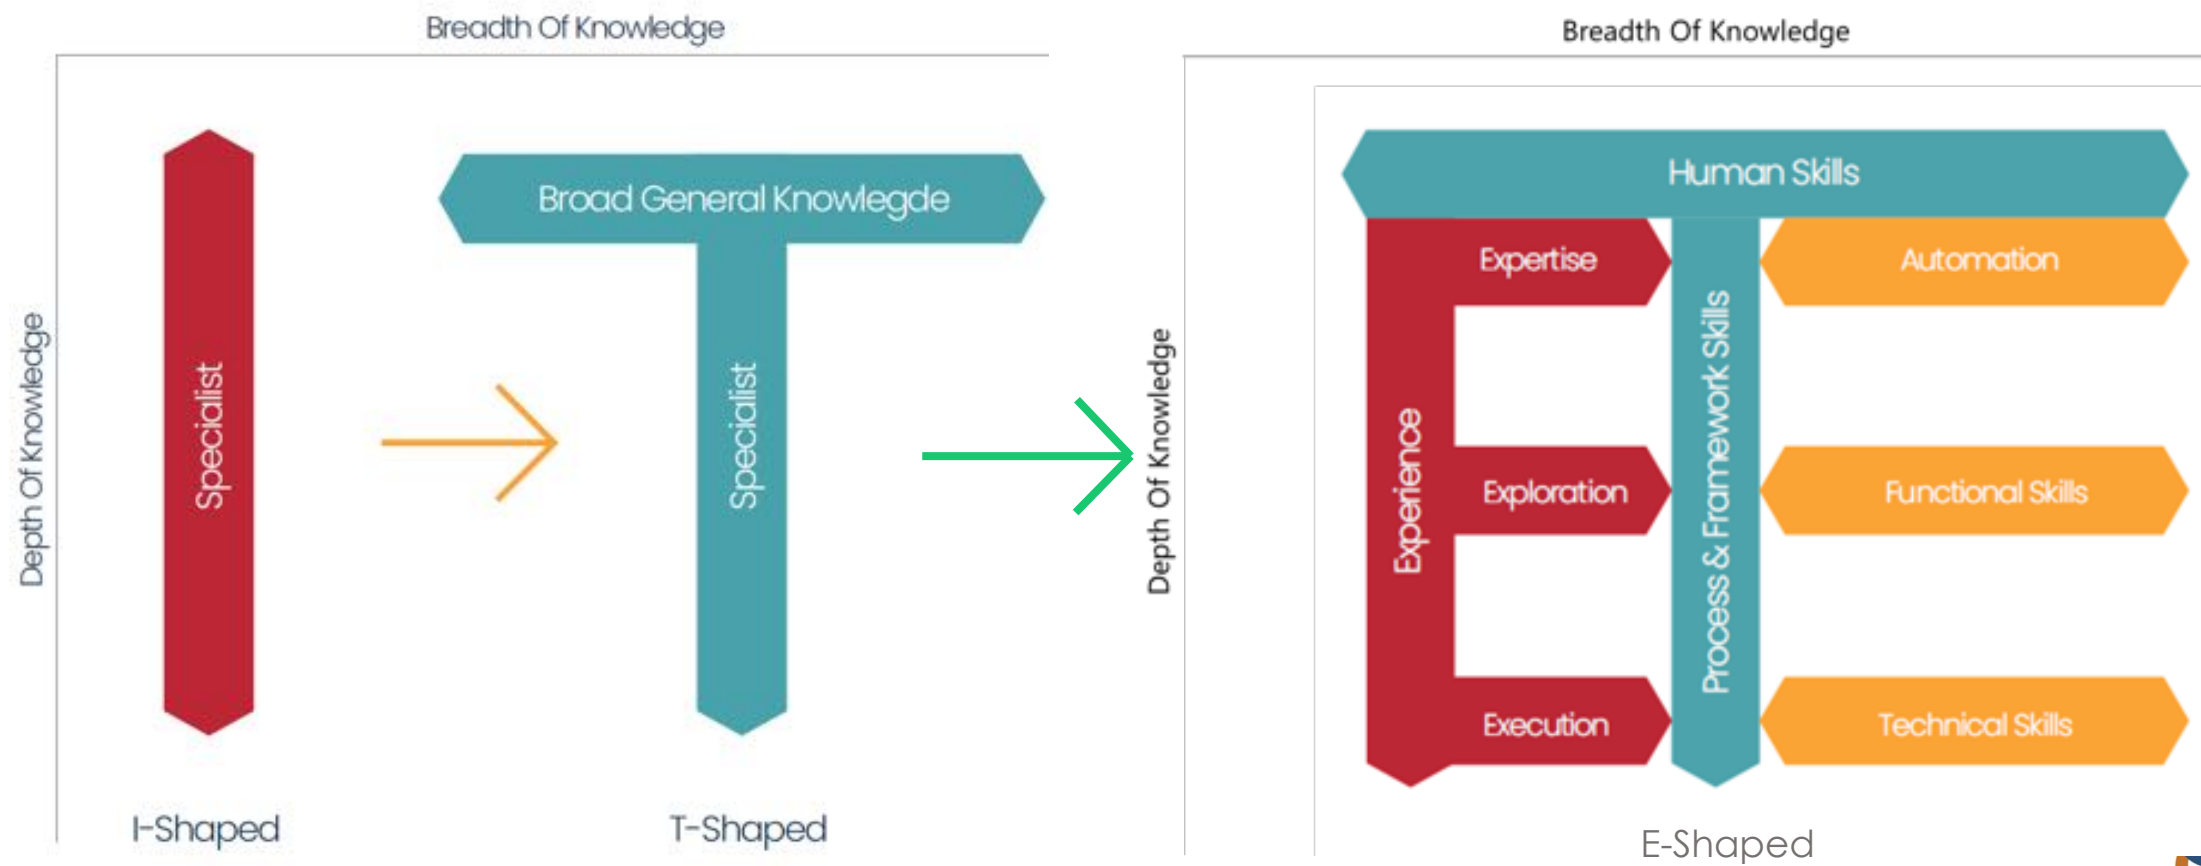 Breadth Of Knowledge
Depth Of Knowledge
Specialist
Broad General Knowlegde
Specialist
I-Shaped
T-Shaped
Breadth Of Knowledge
Depth Of Knowledge
Human Skills
Experience
Expertise
Exploration
Execution
Process & Framework Skills
Automation
Functional Skills
Technical Skills
E-Shaped